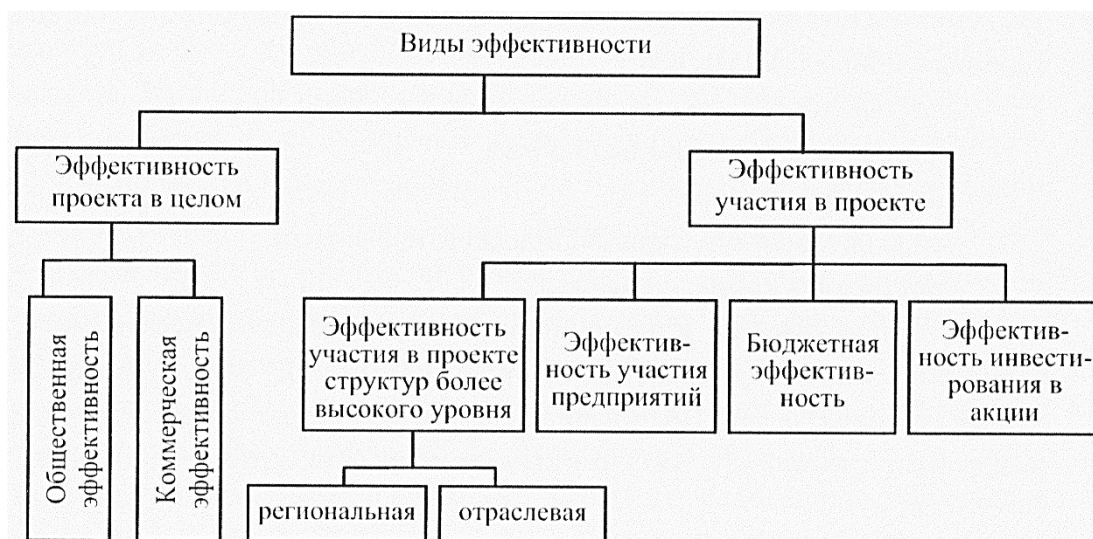 Виды эффективности
Эффективность
проекта в целом
Эффективность
участия в проекте
Общественная
эффективность
Коммерческая
эффективность
Эффективность
участия в проекте
структур более
высокого уровня
Эффектив-
ность участия
предприятий
Бюджетная
эффектив-
ность
Эффектив-
ность инвести-
рования в
акции
региональная
отраслевая